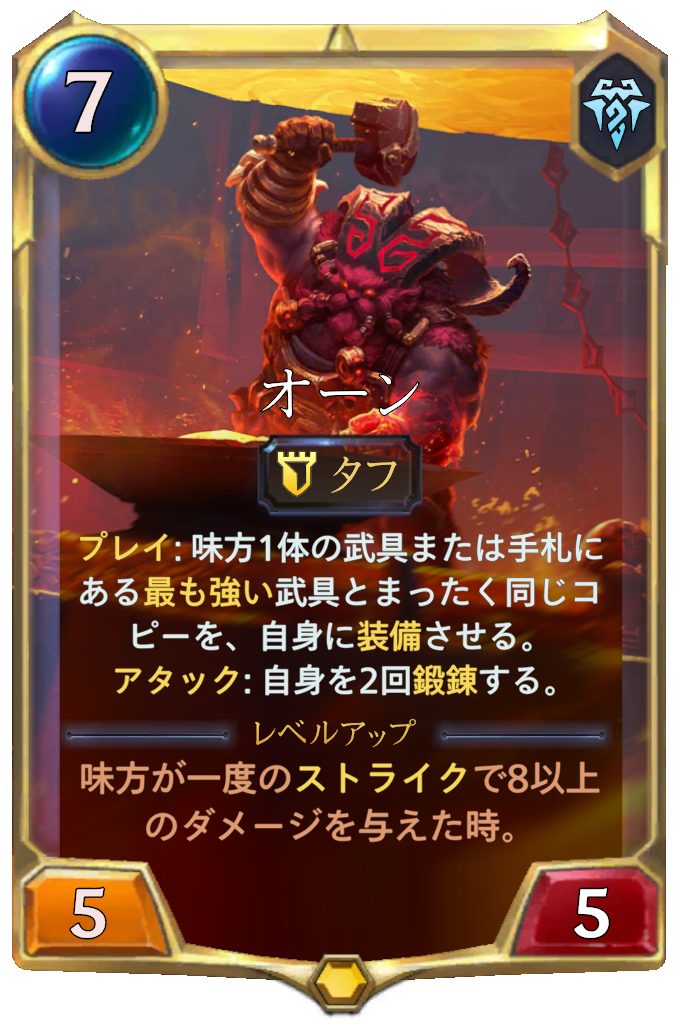 7
オーン
タフ
プレイ: 味方1体の武具または手札に
ある最も強い武具とまったく同じコ
ピーを、自身に装備させる。
アタック: 自身を2回鍛錬する。
レベルアップ
味方が一度のストライクで8以上
のダメージを与えた時。
5
5